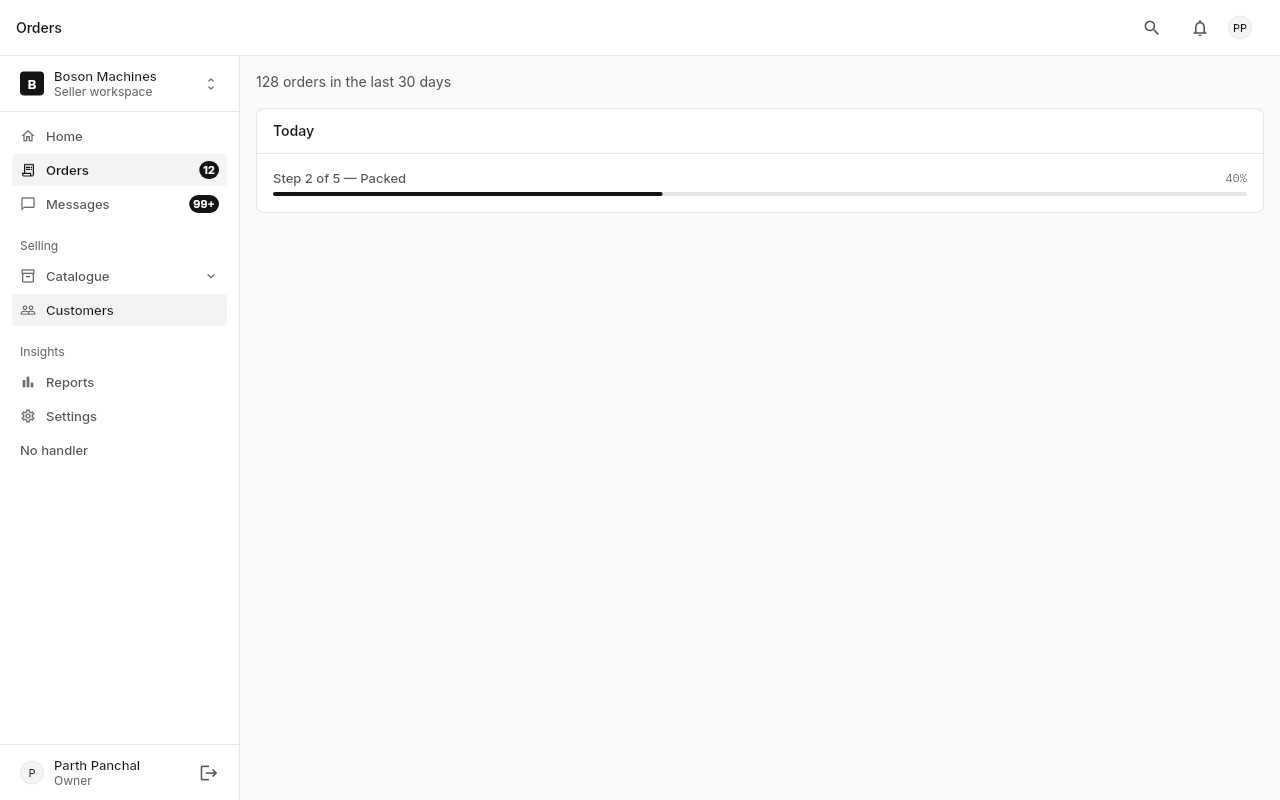 Orders
PP
B
Boson Machines
Seller workspace
Home
Orders
12
Messages
99+
Selling
Catalogue
Customers
Insights
Reports
Settings
No handler
P
Parth Panchal
Owner
128 orders in the last 30 days
Today
Step 2 of 5 — Packed
40%